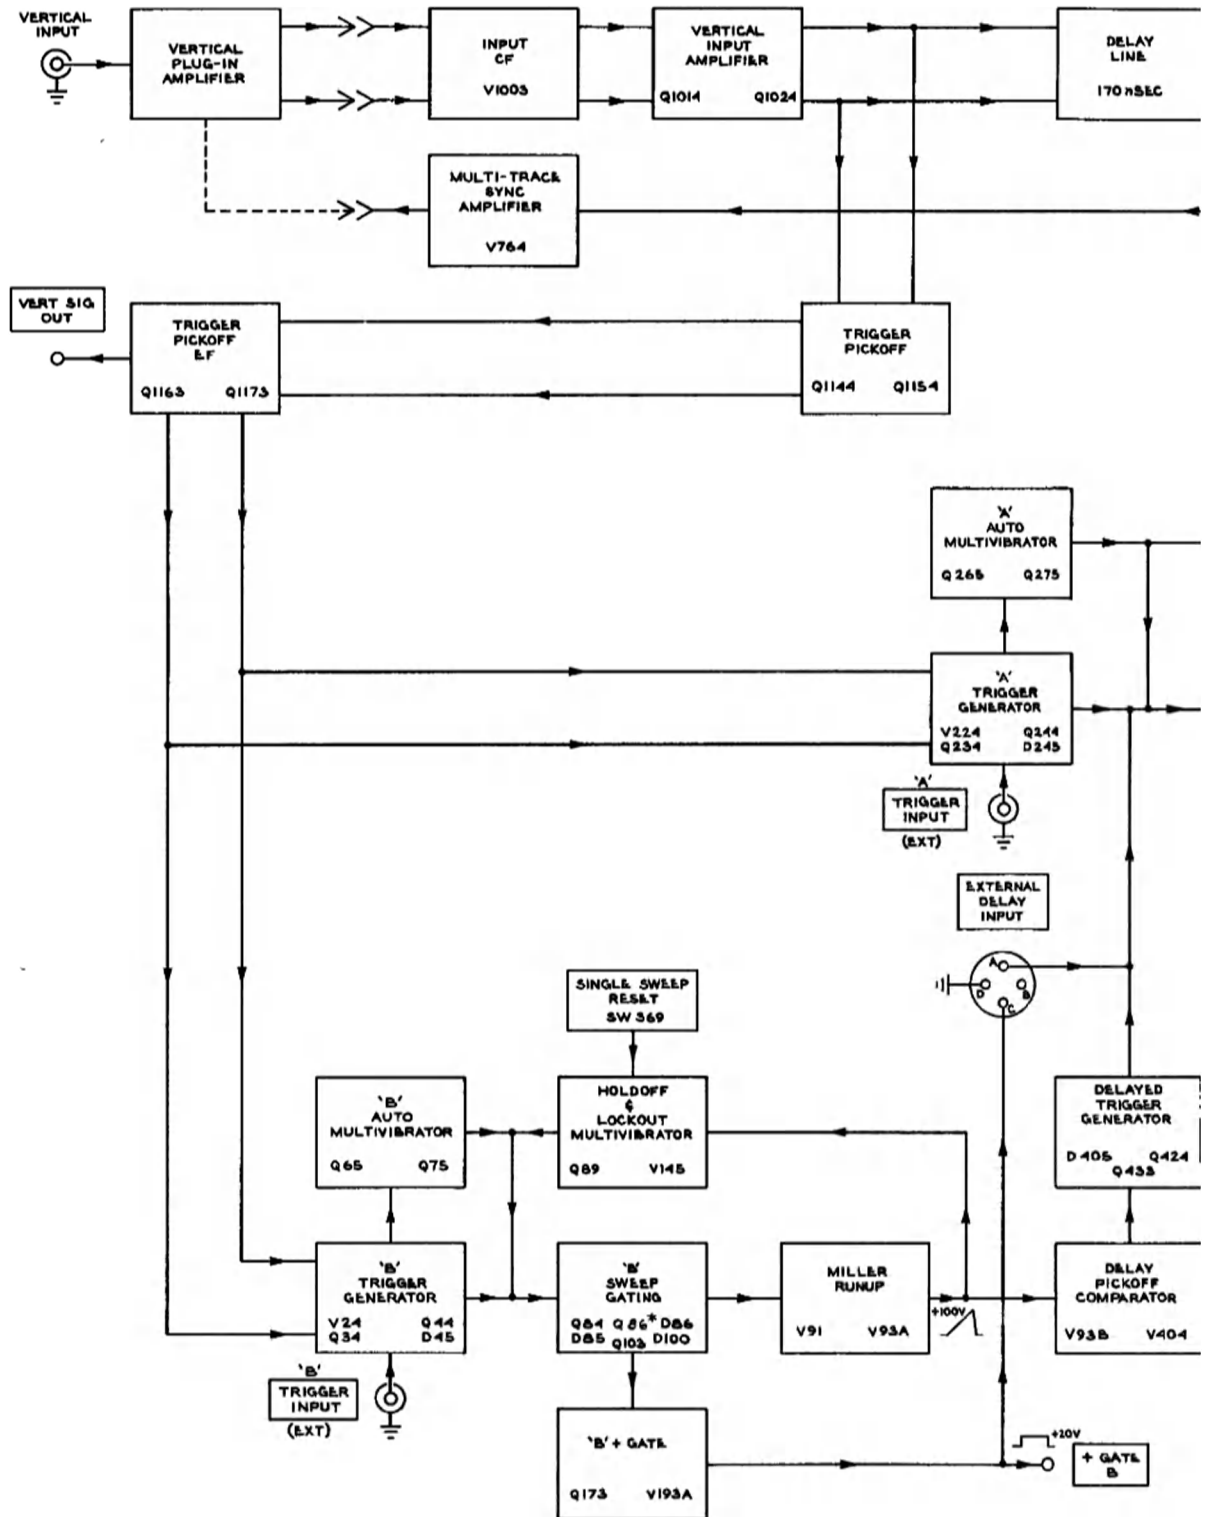 VERTICAL
INPUT
VERTICAL
PLUG-IN
AMPLIFIER
INPUT
CF
V1003
VERTICAL
INPUT
AMPLIFIER
Q1014 Q1024
DELAY
LINE
170 nSEC
MULTI-TRACE
SYNC
AMPLIFIER
V764
VERT SIG
OUT
TRIGGER
PICKOFF
EF
Q1163 Q1173
TRIGGER
PICKOFF
Q1144 Q1154
'A'
AUTO
MULTIVIBRATOR
Q265 Q275
'A'
TRIGGER
GENERATOR
V224 Q244
Q234 D245
'A'
TRIGGER
INPUT
(EXT)
EXTERNAL
DELAY
INPUT
A
D B
C
SINGLE SWEEP
RESET
SW 369
'B'
AUTO
MULTIVIBRATOR
Q65 Q75
HOLDOFF
&
LOCKOUT
MULTIVIBRATOR
Q89 V145
DELAYED
TRIGGER
GENERATOR
D405 Q424
Q433
'B'
TRIGGER
GENERATOR
V24 Q44
Q34 D45
'B'
SWEEP
GATING
Q84 Q86* D86
D85 Q103 D100
MILLER
RUNUP
V91 V93A
+100V
DELAY
PICKOFF
COMPARATOR
V93B V404
'B'
TRIGGER
INPUT
(EXT)
'B' + GATE
Q173 V193A
+20V
+ GATE
B